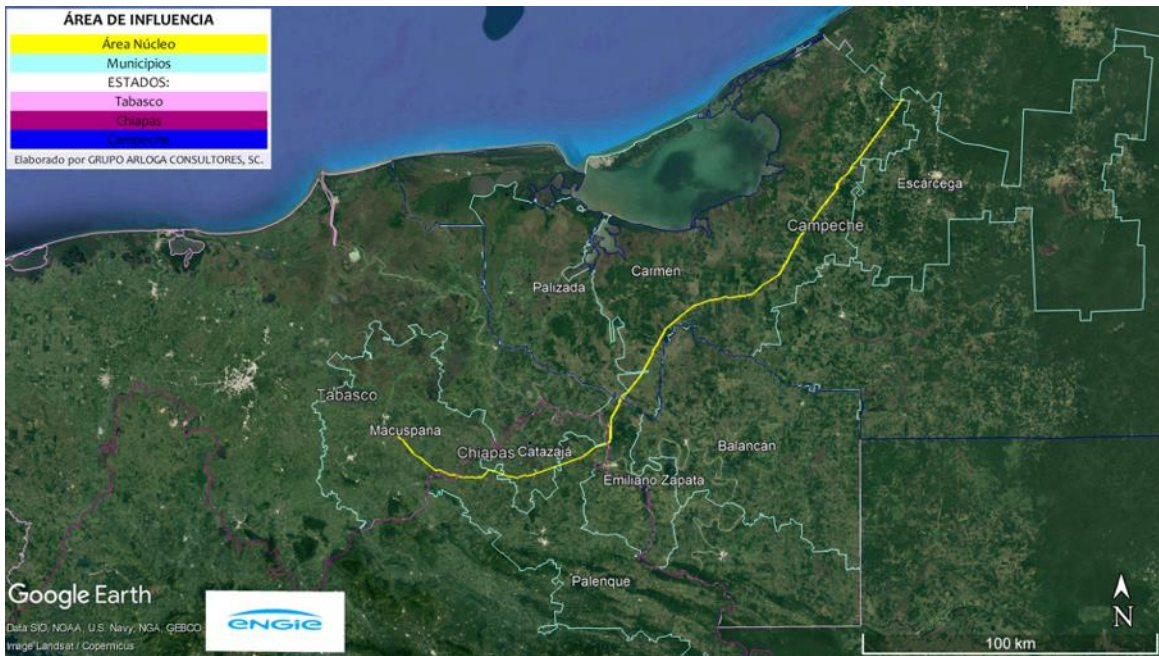 ÁREA DE INFLUENCIA
Área Núcleo
Municipios
ESTADOS:
Tabasco
Chiapas
Campeche
Elaborado por GRUPO ARLOGA CONSULTORES, SC.
Escárcega
Campeche
Carmen
Palizada
Tabasco
Macuspana
Chiapas
Catazajá
Balancán
Emiliano Zapata
Palenque
Google Earth
Data SIO, NOAA, U.S. Navy, NGA, GEBCO
Image Landsat / Copernicus
ENGIE
N
100 km